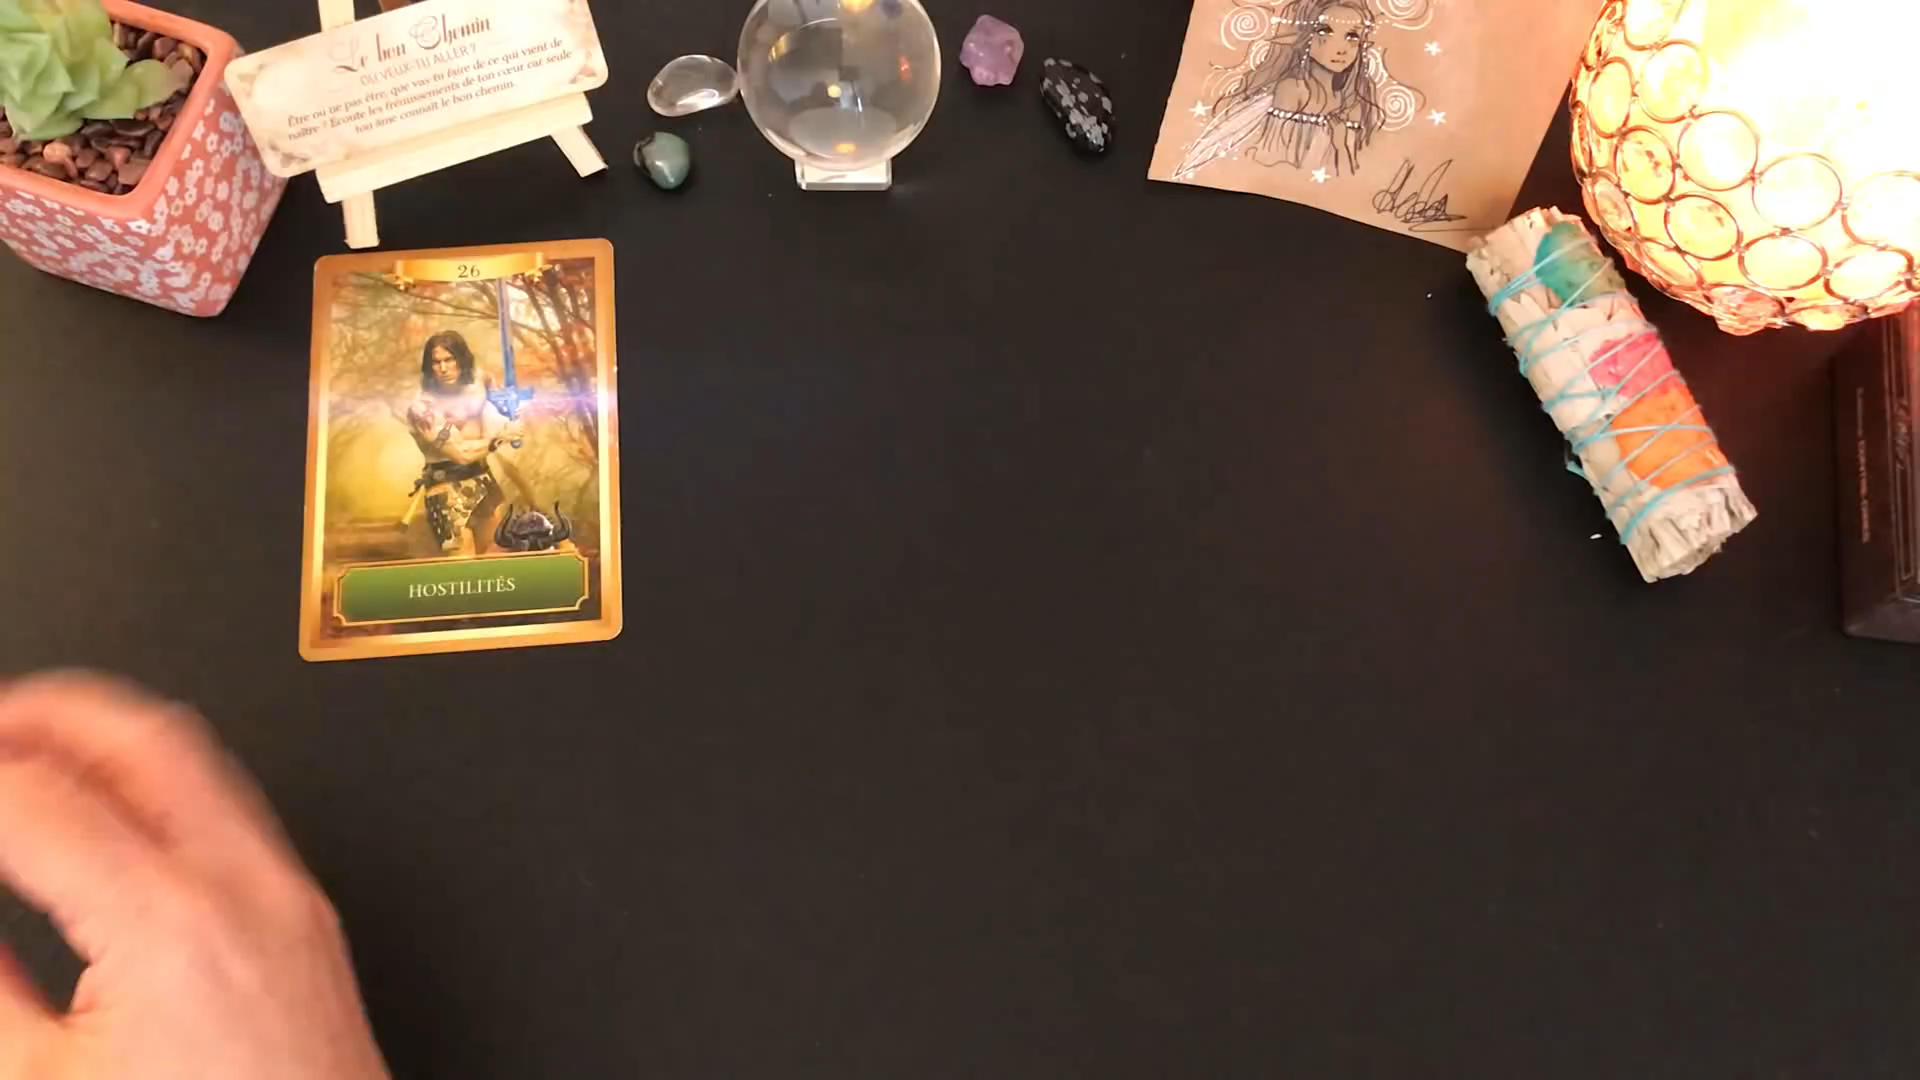 Le bon Chemin
OÙ VEUX-TU ALLER ?
Être ou ne pas être, que vas-tu faire de ce qui vient de
naître ? Écoute les frémissements de ton cœur car seule
ton âme connaît le bon chemin.
26
HOSTILITÉS